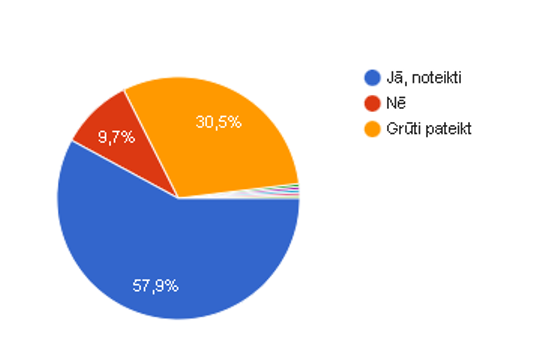 Jā, noteikti
Nē
Grūti pateikt
30,5%
9,7%
57,9%